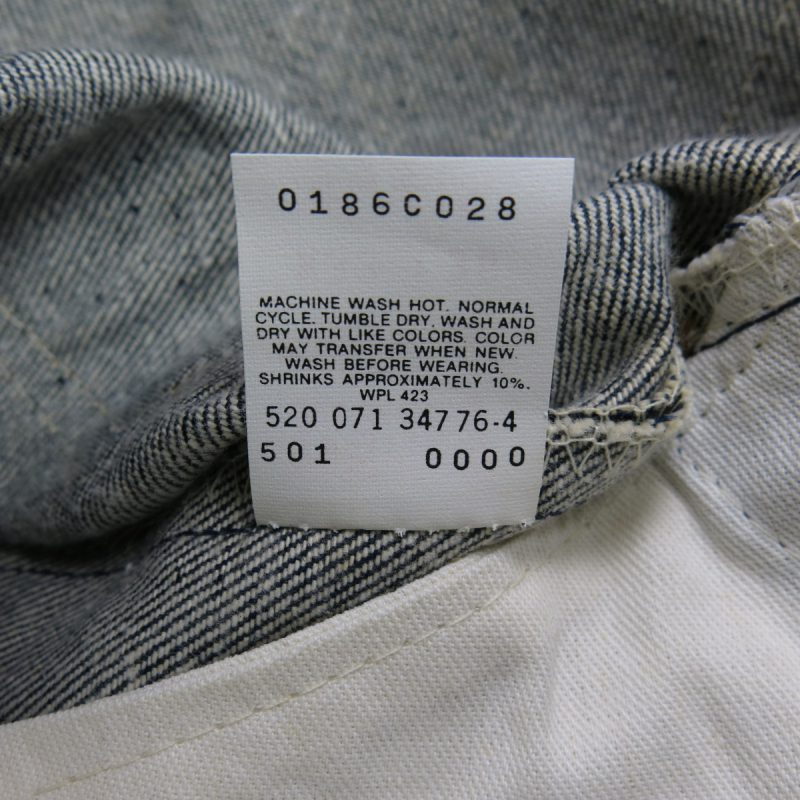 0186C028
MACHINE WASH HOT. NORMAL
CYCLE. TUMBLE DRY. WASH AND
DRY WITH LIKE COLORS. COLOR
MAY TRANSFER WHEN NEW.
WASH BEFORE WEARING.
SHRINKS APPROXIMATELY 10%.
WPL 423
520 071 34776-4
501 0000